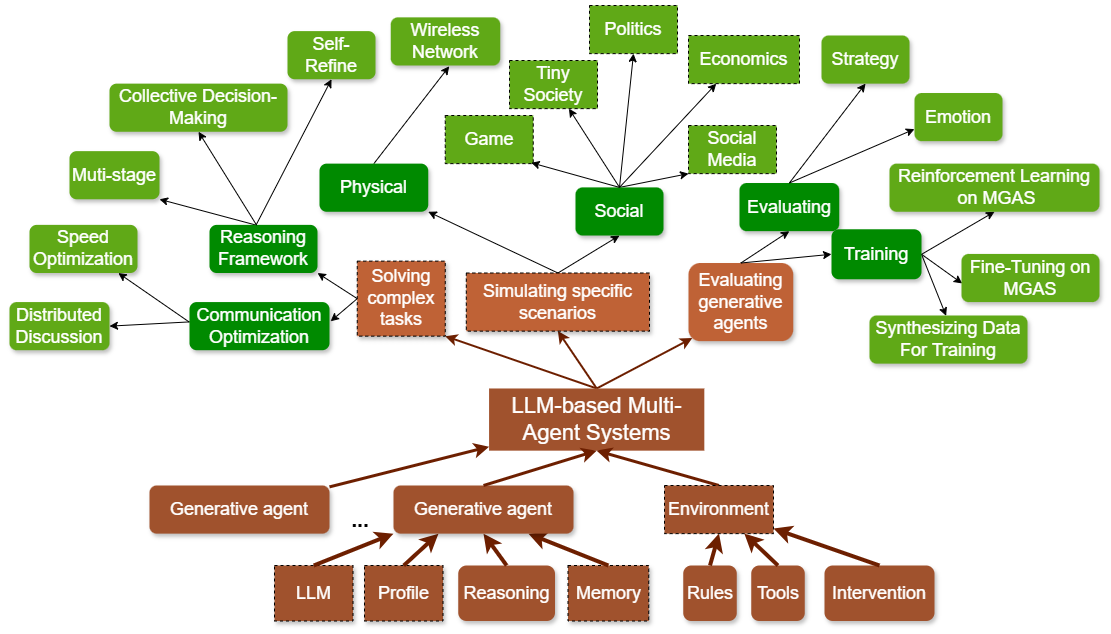 Self-
Refine
Wireless
Network
Politics
Tiny
Society
Economics
Strategy
Collective Decision-
Making
Game
Social
Media
Emotion
Muti-stage
Physical
Social
Evaluating
Reinforcement Learning
on MGAS
Speed
Optimization
Reasoning
Framework
Training
Solving
complex
tasks
Simulating specific
scenarios
Evaluating
generative
agents
Fine-Tuning on
MGAS
Distributed
Discussion
Communication
Optimization
Synthesizing Data
For Training
LLM-based Multi-
Agent Systems
Generative agent
...
Generative agent
Environment
LLM
Profile
Reasoning
Memory
Rules
Tools
Intervention